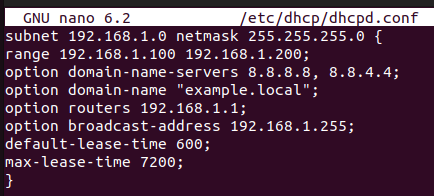 GNU nano 6.2 /etc/dhcp/dhcpd.conf
subnet 192.168.1.0 netmask 255.255.255.0 {
range 192.168.1.100 192.168.1.200;
option domain-name-servers 8.8.8.8, 8.8.4.4;
option domain-name "example.local";
option routers 192.168.1.1;
option broadcast-address 192.168.1.255;
default-lease-time 600;
max-lease-time 7200;
}